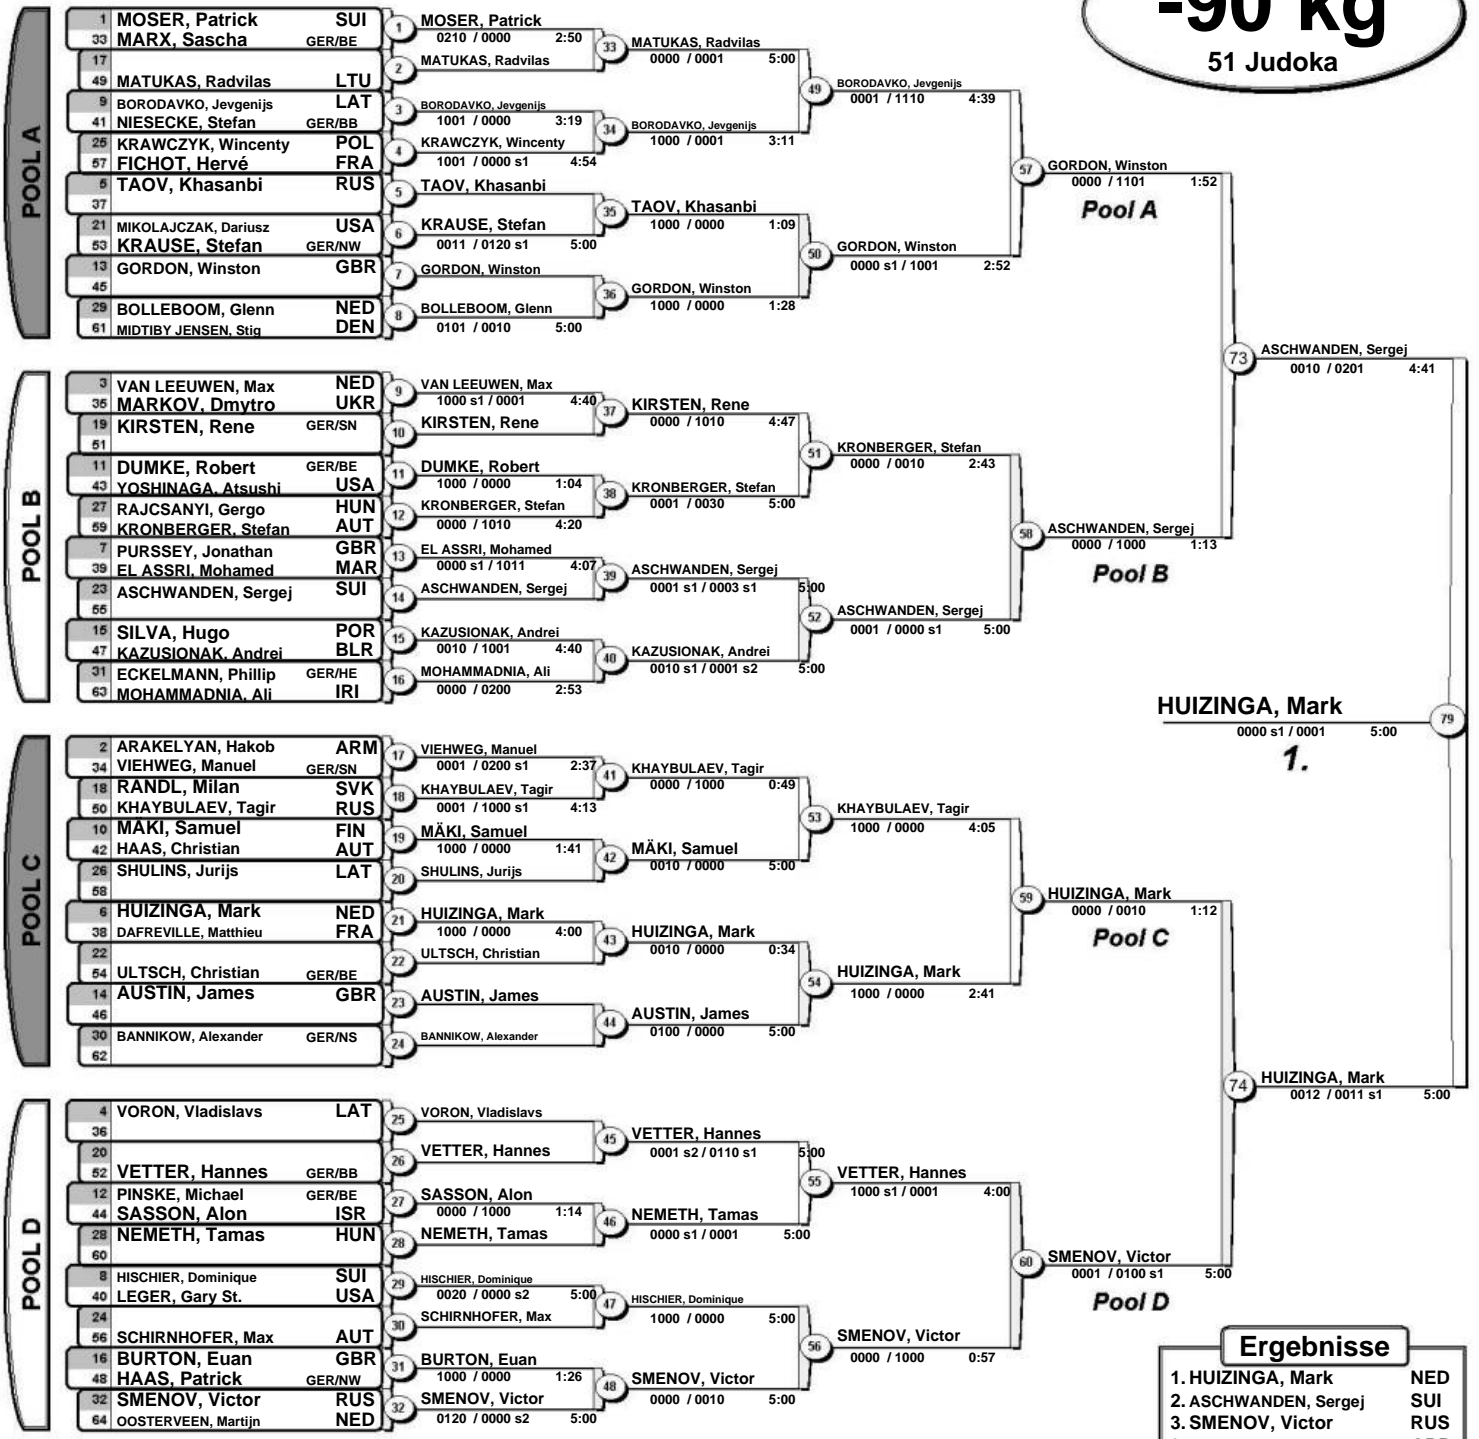 -90 kg
51 Judoka
POOL A
1 MOSER, Patrick SUI
33 MARX, Sascha GER/BE
17
49 MATUKAS, Radvilas LTU
9 BORODAVKO, Jevgenijs LAT
41 NIESECKE, Stefan GER/BB
25 KRAWCZYK, Wincenty POL
57 FICHOT, Hervé FRA
5 TAOV, Khasanbi RUS
37
21 MIKOLAJCZAK, Dariusz USA
53 KRAUSE, Stefan GER/NW
13 GORDON, Winston GBR
45
29 BOLLEBOOM, Glenn NED
61 MIDTIBY JENSEN, Stig DEN
1 MOSER, Patrick
0210 / 0000 2:50
2 MATUKAS, Radvilas
3 BORODAVKO, Jevgenijs
1001 / 0000 3:19
4 KRAWCZYK, Wincenty
1001 / 0000 s1 4:54
5 TAOV, Khasanbi
6 KRAUSE, Stefan
0011 / 0120 s1 5:00
7 GORDON, Winston
8 BOLLEBOOM, Glenn
0101 / 0010 5:00
33 MATUKAS, Radvilas
0000 / 0001 5:00
34 BORODAVKO, Jevgenijs
1000 / 0001 3:11
35 TAOV, Khasanbi
1000 / 0000 1:09
36 GORDON, Winston
1000 / 0000 1:28
49 BORODAVKO, Jevgenijs
0001 / 1110 4:39
50 GORDON, Winston
0000 s1 / 1001 2:52
57 GORDON, Winston
0000 / 1101 1:52
Pool A
POOL B
3 VAN LEEUWEN, Max NED
35 MARKOV, Dmytro UKR
19 KIRSTEN, Rene GER/SN
51
11 DUMKE, Robert GER/BE
43 YOSHINAGA, Atsushi USA
27 RAJCSANYI, Gergo HUN
59 KRONBERGER, Stefan AUT
7 PURSSEY, Jonathan GBR
39 EL ASSRI, Mohamed MAR
23 ASCHWANDEN, Sergej SUI
55
15 SILVA, Hugo POR
47 KAZUSIONAK, Andrei BLR
31 ECKELMANN, Phillip GER/HE
63 MOHAMMADNIA, Ali IRI
9 VAN LEEUWEN, Max
1000 s1 / 0001 4:40
10 KIRSTEN, Rene
11 DUMKE, Robert
1000 / 0000 1:04
12 KRONBERGER, Stefan
0000 / 1010 4:20
13 EL ASSRI, Mohamed
0000 s1 / 1011 4:07
14 ASCHWANDEN, Sergej
15 KAZUSIONAK, Andrei
0010 / 1001 4:40
16 MOHAMMADNIA, Ali
0000 / 0200 2:53
37 KIRSTEN, Rene
0000 / 1010 4:47
38 KRONBERGER, Stefan
0001 / 0030 5:00
39 ASCHWANDEN, Sergej
0001 s1 / 0003 s1 5:00
40 KAZUSIONAK, Andrei
0010 s1 / 0001 s2 5:00
51 KRONBERGER, Stefan
0000 / 0010 2:43
52 ASCHWANDEN, Sergej
0001 / 0000 s1 5:00
58 ASCHWANDEN, Sergej
0000 / 1000 1:13
Pool B
73 ASCHWANDEN, Sergej
0010 / 0201 4:41
HUIZINGA, Mark 79
0000 s1 / 0001 5:00
1.
POOL C
2 ARAKELYAN, Hakob ARM
34 VIEHWEG, Manuel GER/SN
18 RANDL, Milan SVK
50 KHAYBULAEV, Tagir RUS
10 MÄKI, Samuel FIN
42 HAAS, Christian AUT
26 SHULINS, Jurijs LAT
58
6 HUIZINGA, Mark NED
38 DAFREVILLE, Matthieu FRA
22
54 ULTSCH, Christian GER/BE
14 AUSTIN, James GBR
46
30 BANNIKOW, Alexander GER/NS
62
17 VIEHWEG, Manuel
0001 / 0200 s1 2:37
18 KHAYBULAEV, Tagir
0001 / 1000 s1 4:13
19 MÄKI, Samuel
1000 / 0000 1:41
20 SHULINS, Jurijs
21 HUIZINGA, Mark
1000 / 0000 4:00
22 ULTSCH, Christian
23 AUSTIN, James
24 BANNIKOW, Alexander
41 KHAYBULAEV, Tagir
0000 / 1000 0:49
42 MÄKI, Samuel
0010 / 0000 5:00
43 HUIZINGA, Mark
0010 / 0000 0:34
44 AUSTIN, James
0100 / 0000 5:00
53 KHAYBULAEV, Tagir
1000 / 0000 4:05
54 HUIZINGA, Mark
1000 / 0000 2:41
59 HUIZINGA, Mark
0000 / 0010 1:12
Pool C
74 HUIZINGA, Mark
0012 / 0011 s1 5:00
POOL D
4 VORON, Vladislavs LAT
36
20
52 VETTER, Hannes GER/BB
12 PINSKE, Michael GER/BE
44 SASSON, Alon ISR
28 NEMETH, Tamas HUN
60
8 HISCHIER, Dominique SUI
40 LEGER, Gary St. USA
24
56 SCHIRNHOFER, Max AUT
16 BURTON, Euan GBR
48 HAAS, Patrick GER/NW
32 SMENOV, Victor RUS
64 OOSTERVEEN, Martijn NED
25 VORON, Vladislavs
26 VETTER, Hannes
27 SASSON, Alon
0000 / 1000 1:14
28 NEMETH, Tamas
29 HISCHIER, Dominique
0020 / 0000 s2 5:00
30 SCHIRNHOFER, Max
31 BURTON, Euan
1000 / 0000 1:26
32 SMENOV, Victor
0120 / 0000 s2 5:00
45 VETTER, Hannes
0001 s2 / 0110 s1 5:00
46 NEMETH, Tamas
0000 s1 / 0001 5:00
47 HISCHIER, Dominique
1000 / 0000 5:00
48 SMENOV, Victor
0000 / 0010 5:00
55 VETTER, Hannes
1000 s1 / 0001 4:00
56 SMENOV, Victor
0000 / 1000 0:57
60 SMENOV, Victor
0001 / 0100 s1 5:00
Pool D
Ergebnisse
1. HUIZINGA, Mark NED
2. ASCHWANDEN, Sergej SUI
3. SMENOV, Victor RUS